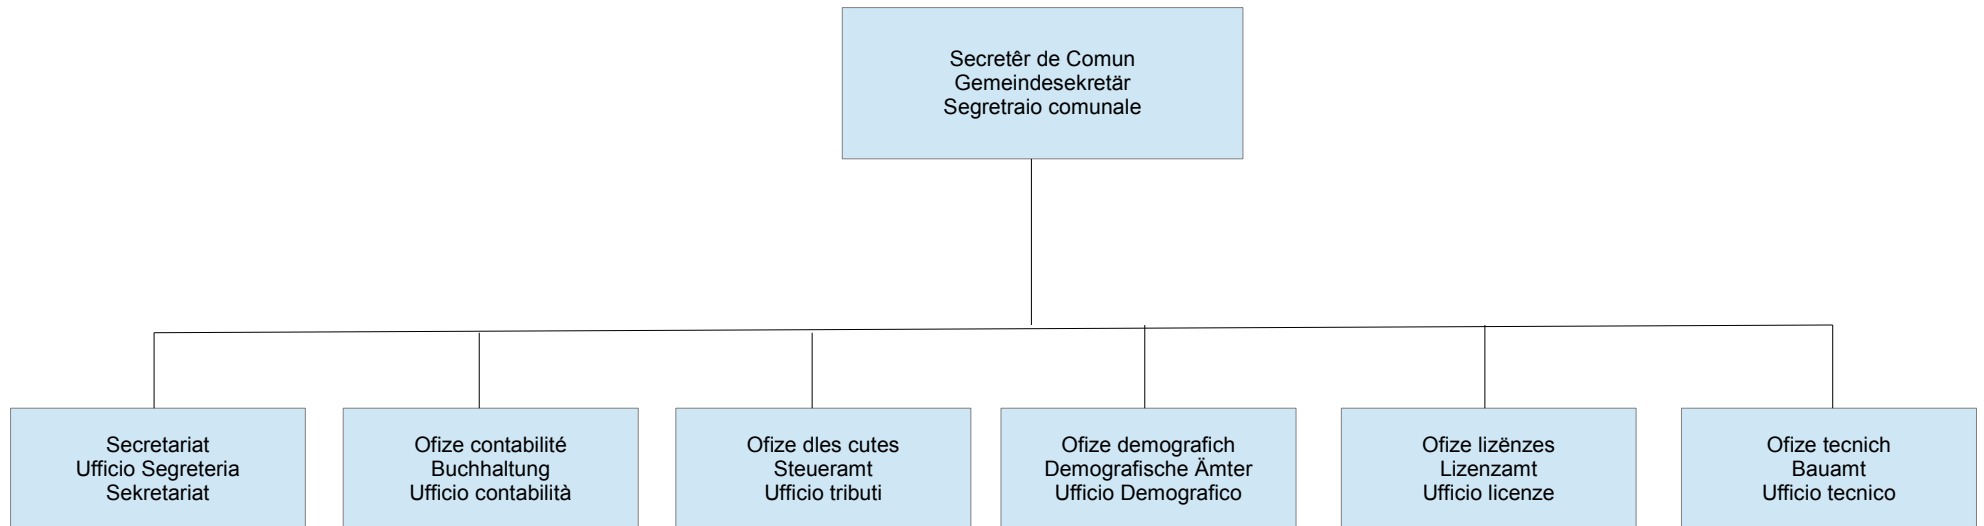 Secretêr de Comun
Gemeindesekretär
Segretraio comunale
Secretariat
Ufficio Segreteria
Sekretariat
Ofize contabilité
Buchhaltung
Ufficio contabilità
Ofize dles cutes
Steueramt
Ufficio tributi
Ofize demografich
Demografische Ämter
Ufficio Demografico
Ofize lizënzes
Lizenzamt
Ufficio licenze
Ofize tecnich
Bauamt
Ufficio tecnico